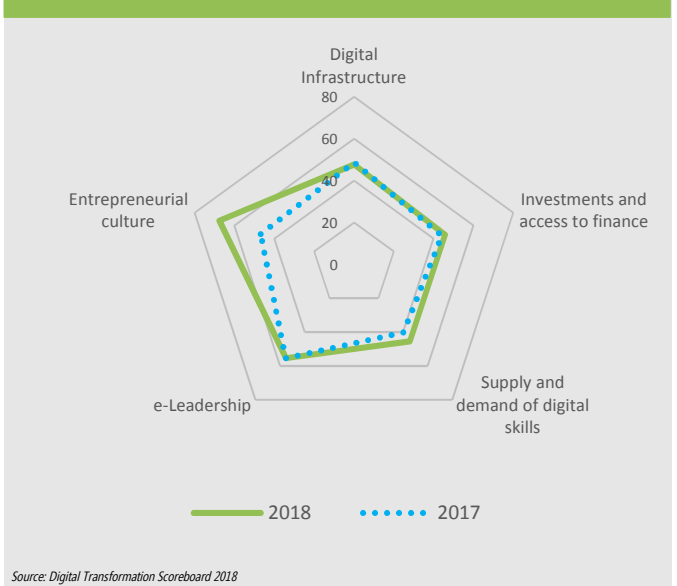 Digital
Infrastructure
80
60
40
20
0
Entrepreneurial
culture
Investments and
access to finance
e-Leadership
Supply and
demand of digital
skills
2018
2017
Source: Digital Transformation Scoreboard 2018